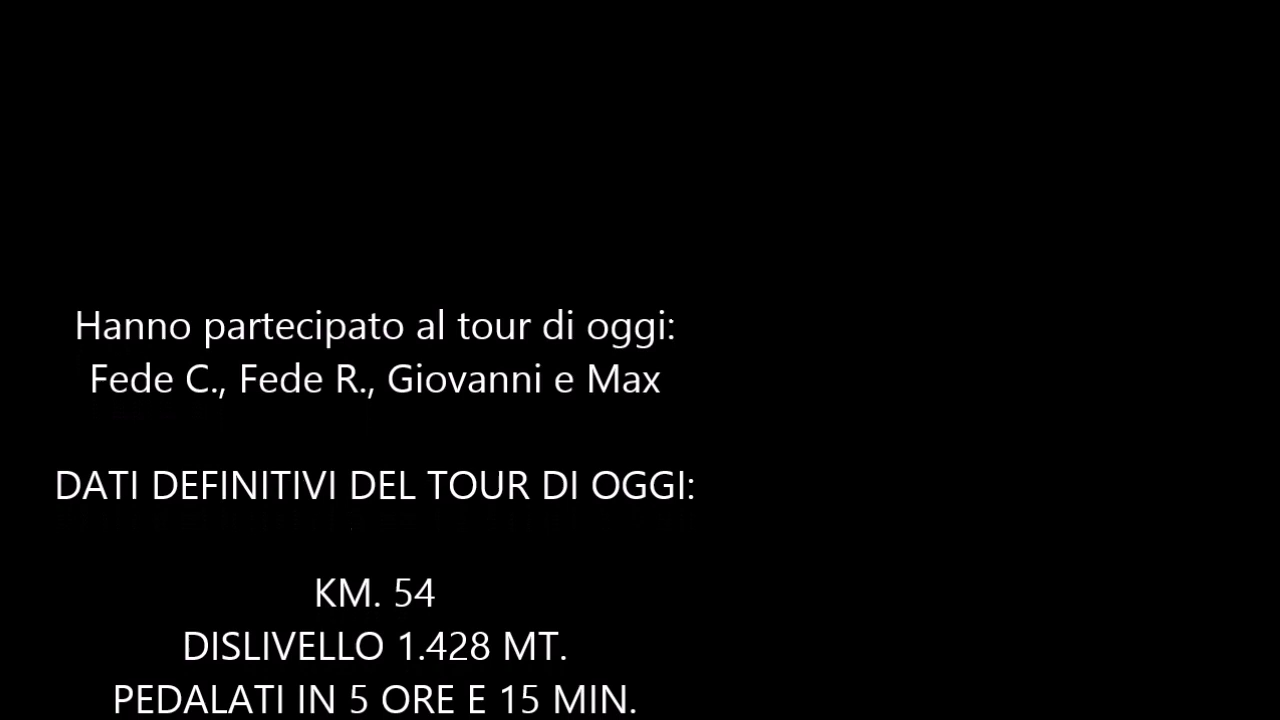 Hanno partecipato al tour di oggi:
Fede C., Fede R., Giovanni e Max
DATI DEFINITIVI DEL TOUR DI OGGI:
KM. 54
DISLIVELLO 1.428 MT.
PEDALATI IN 5 ORE E 15 MIN.